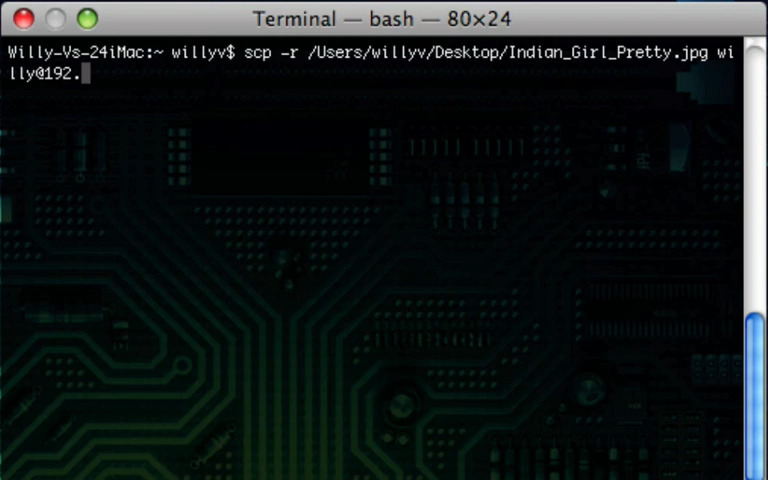 Terminal — bash — 80×24
Willy-Vs-24iMac:~ willyv$ scp -r /Users/willyv/Desktop/Indian_Girl_Pretty.jpg wi
lly@192.